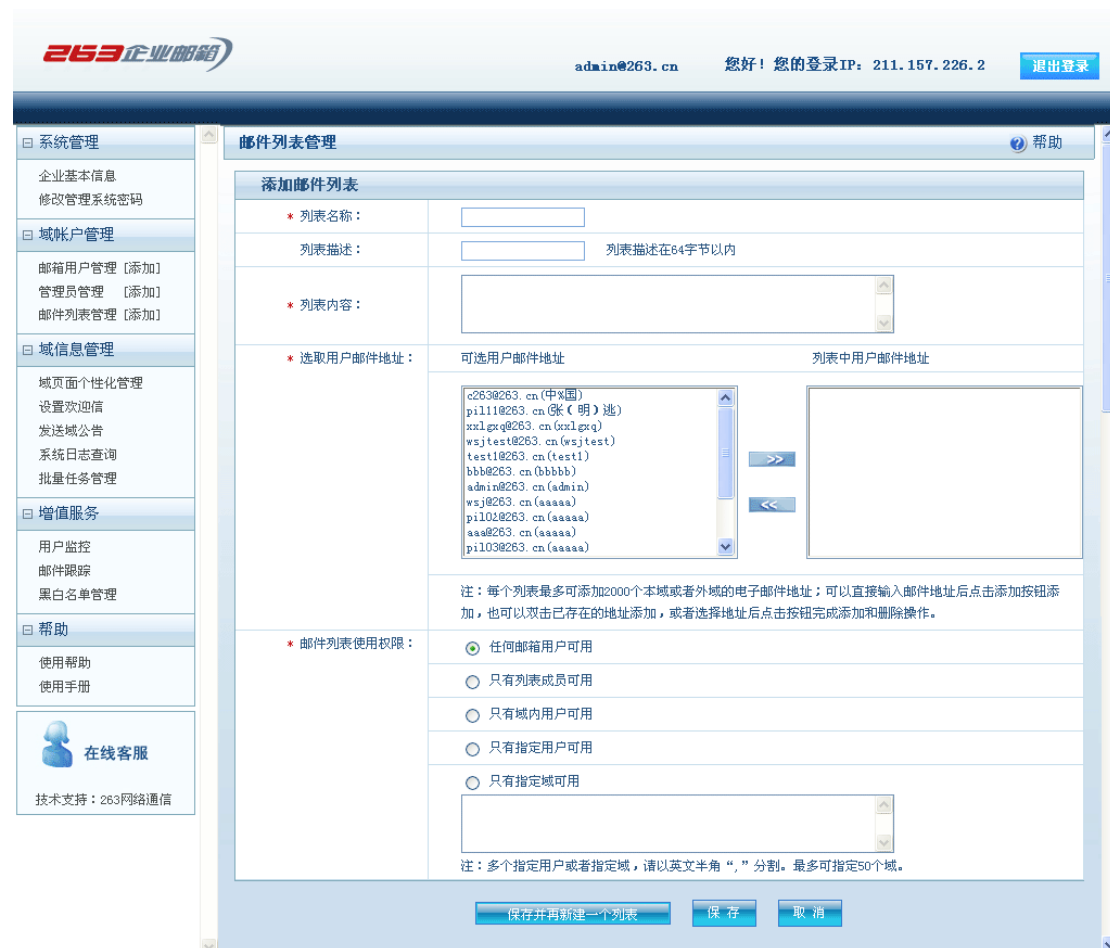 263企业邮箱
admin@263.cn 您好！您的登录IP: 211.157.226.2 退出登录
系统管理
企业基本信息
修改管理系统密码
域帐户管理
邮箱用户管理 [添加]
管理员管理 [添加]
邮件列表管理 [添加]
域信息管理
域页面个性化管理
设置欢迎信
发送域公告
系统日志查询
批量任务管理
增值服务
用户监控
邮件跟踪
黑白名单管理
帮助
使用帮助
使用手册
在线客服
技术支持：263网络通信
邮件列表管理 帮助
添加邮件列表
* 列表名称：
列表描述： 列表描述在64字节以内
* 列表内容：
* 选取用户邮件地址： 可选用户邮件地址 列表中用户邮件地址
c263@263.cn(中%国)
pil11@263.cn(张（明）逃)
xxlgxq@263.cn(xxlgxq)
wsjtest@263.cn(wsjtest)
test1@263.cn(test1)
bbb@263.cn(bbbbb)
admin@263.cn(admin)
wsj@263.cn(aaaaa)
pil02@263.cn(aaaaa)
aaa@263.cn(aaaaa)
pil03@263.cn(aaaaa)
>>
<<
注：每个列表最多可添加2000个本域或者外域的电子邮件地址；可以直接输入邮件地址后点击添加按钮添
加，也可以双击已存在的地址添加，或者选择地址后点击按钮完成添加和删除操作。
* 邮件列表使用权限： 任何邮箱用户可用
只有列表成员可用
只有域内用户可用
只有指定用户可用
只有指定域可用
注：多个指定用户或者指定域，请以英文半角“,”分割。最多可指定50个域。
保存并再新建一个列表 保 存 取 消